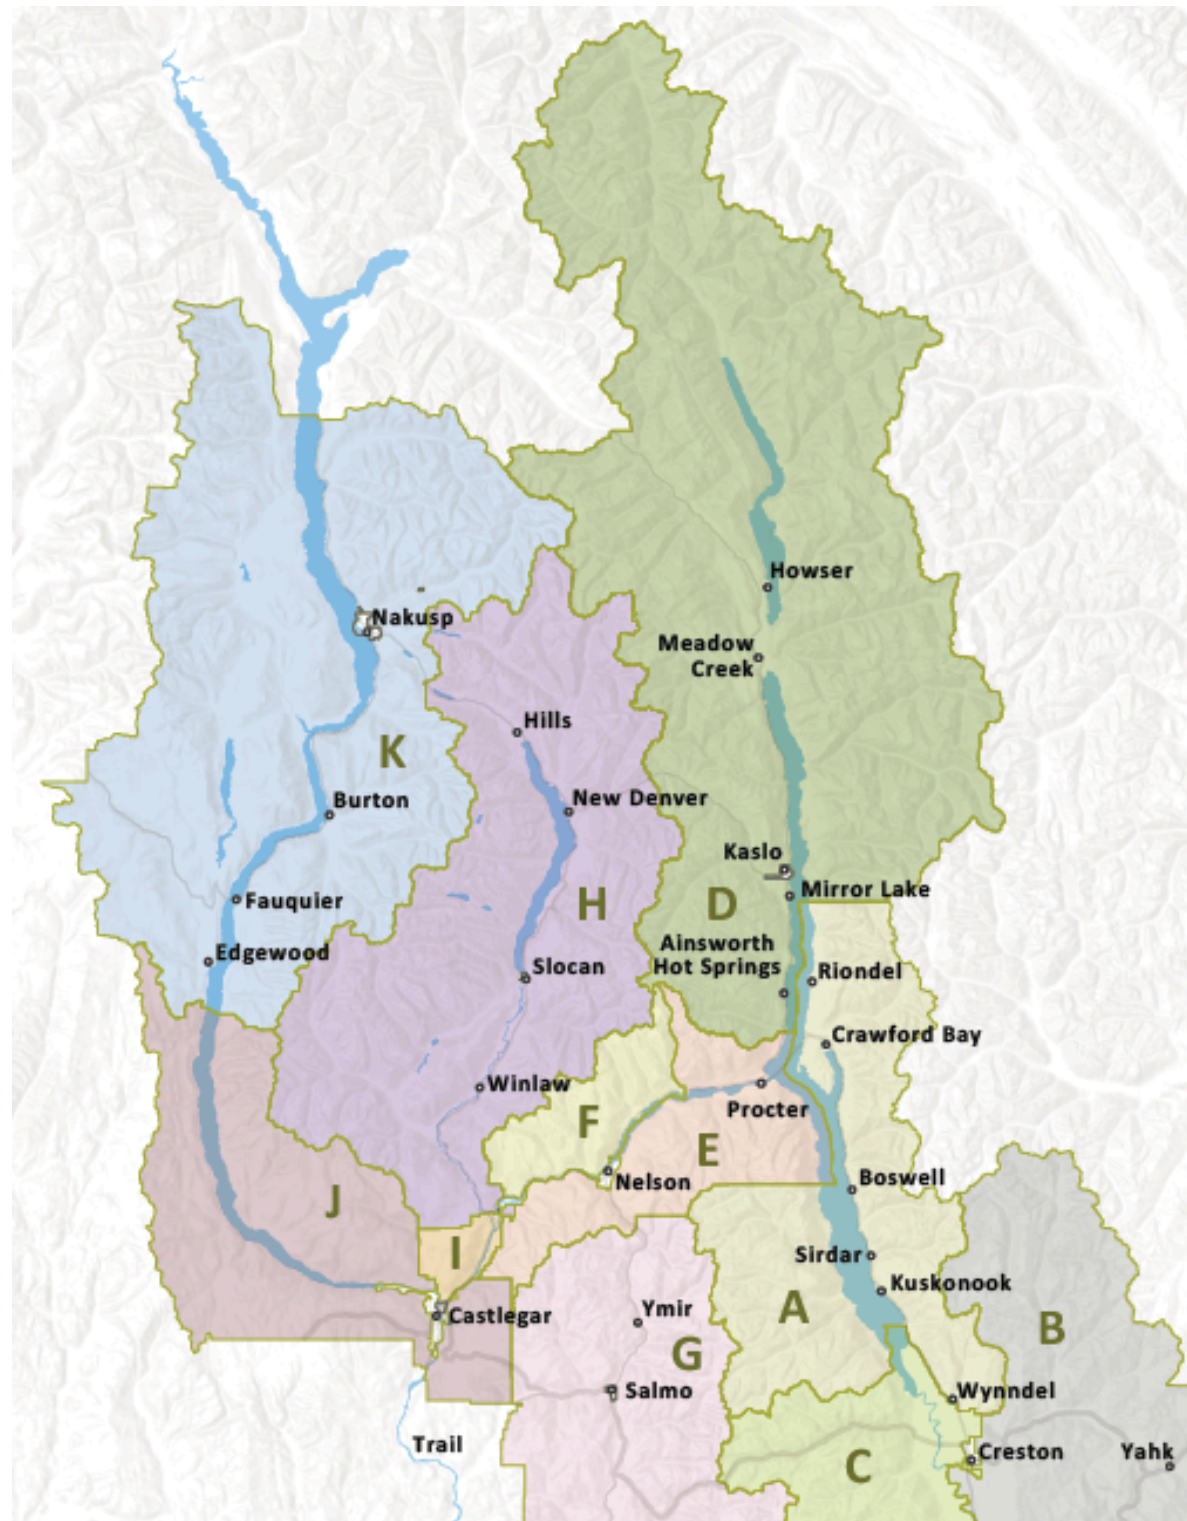 Howser
Nakusp
Meadow
Creek
Hills
K
New Denver
Burton
Kaslo
Mirror Lake
Fauquier
H
D
Edgewood
Ainsworth
Hot Springs
Slocan
Riondel
Crawford Bay
Winlaw
Procter
F
E
Nelson
Boswell
J
I
Sirdar
Kuskonook
Castlegar
Ymir
A
B
G
Salmo
Wynndel
Trail
C
Creston
Yahk